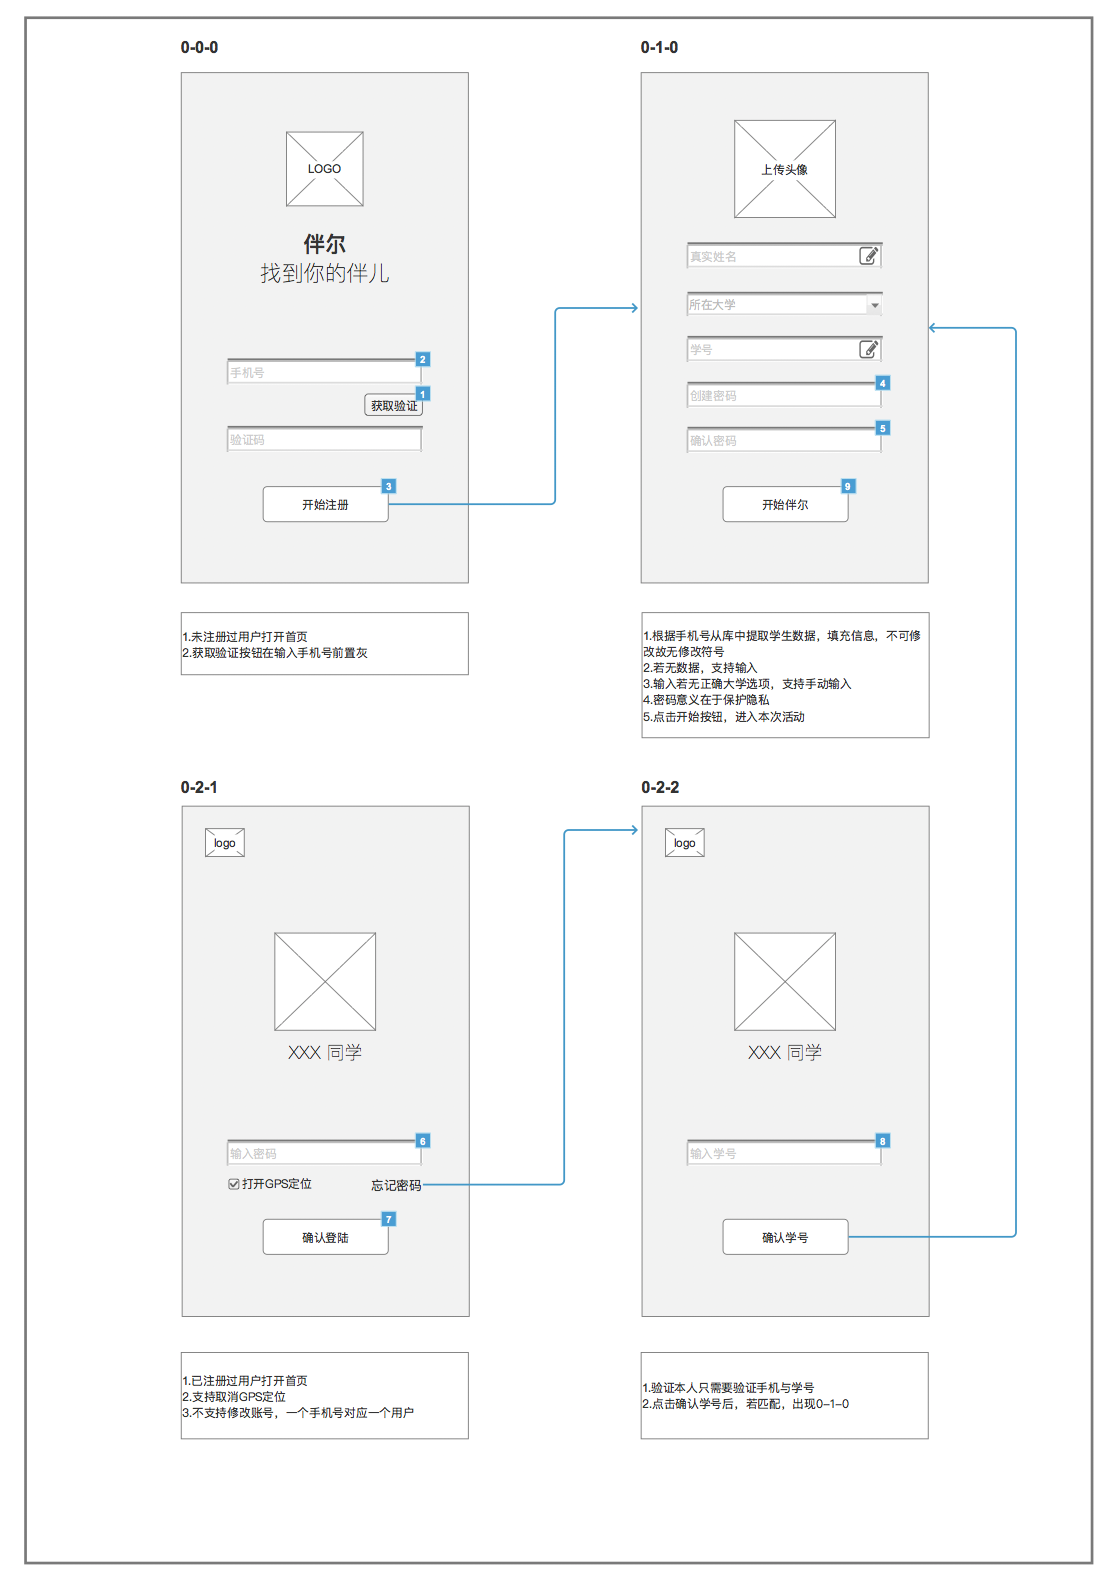 0-0-0
LOGO
伴尔
找到你的伴儿
2
手机号
1
获取验证
验证码
3
开始注册
1.未注册过用户打开首页
2.获取验证按钮在输入手机号前置灰
0-1-0
上传头像
真实姓名
所在大学
学号
4
创建密码
5
确认密码
9
开始伴尔
1.根据手机号从库中提取学生数据，填充信息，不可修
改故无修改符号
2.若无数据，支持输入
3.输入若无正确大学选项，支持手动输入
4.密码意义在于保护隐私
5.点击开始按钮，进入本次活动
0-2-1
logo
XXX 同学
6
输入密码
打开GPS定位
忘记密码
7
确认登陆
1.已注册过用户打开首页
2.支持取消GPS定位
3.不支持修改账号，一个手机号对应一个用户
0-2-2
logo
XXX 同学
8
输入学号
确认学号
1.验证本人只需要验证手机与学号
2.点击确认学号后，若匹配，出现0-1-0